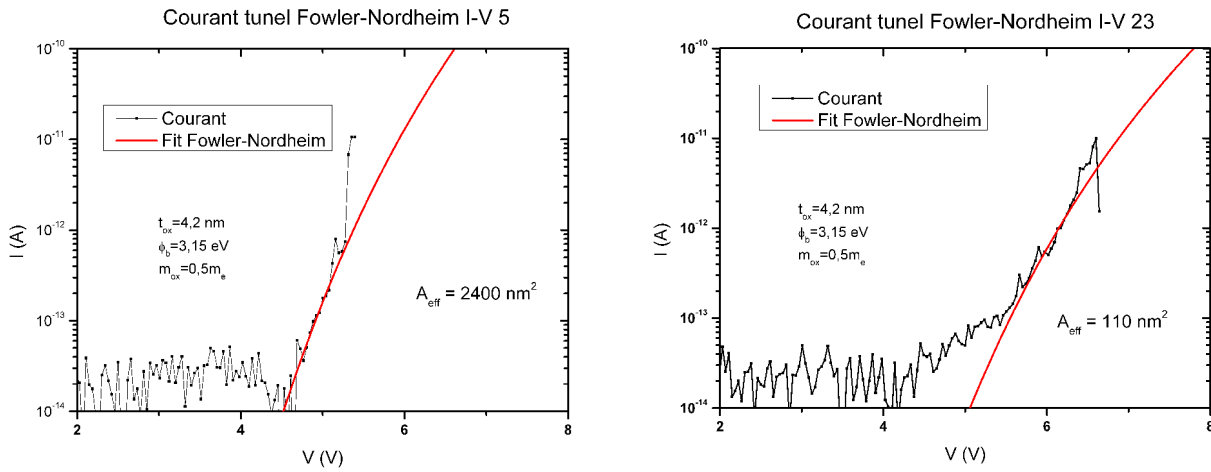 Courant tunel Fowler-Nordheim I-V 5
I (A)
10⁻¹⁰
10⁻¹¹
10⁻¹²
10⁻¹³
10⁻¹⁴
Courant
Fit Fowler-Nordheim
tox=4,2 nm
ϕb=3,15 eV
mox=0,5me
Aeff = 2400 nm²
2 4 6 8
V (V)
Courant tunel Fowler-Nordheim I-V 23
I (A)
10⁻¹⁰
10⁻¹¹
10⁻¹²
10⁻¹³
10⁻¹⁴
Courant
Fit Fowler-Nordheim
tox=4,2 nm
ϕb=3,15 eV
mox=0,5me
Aeff = 110 nm²
2 4 6 8
V (V)